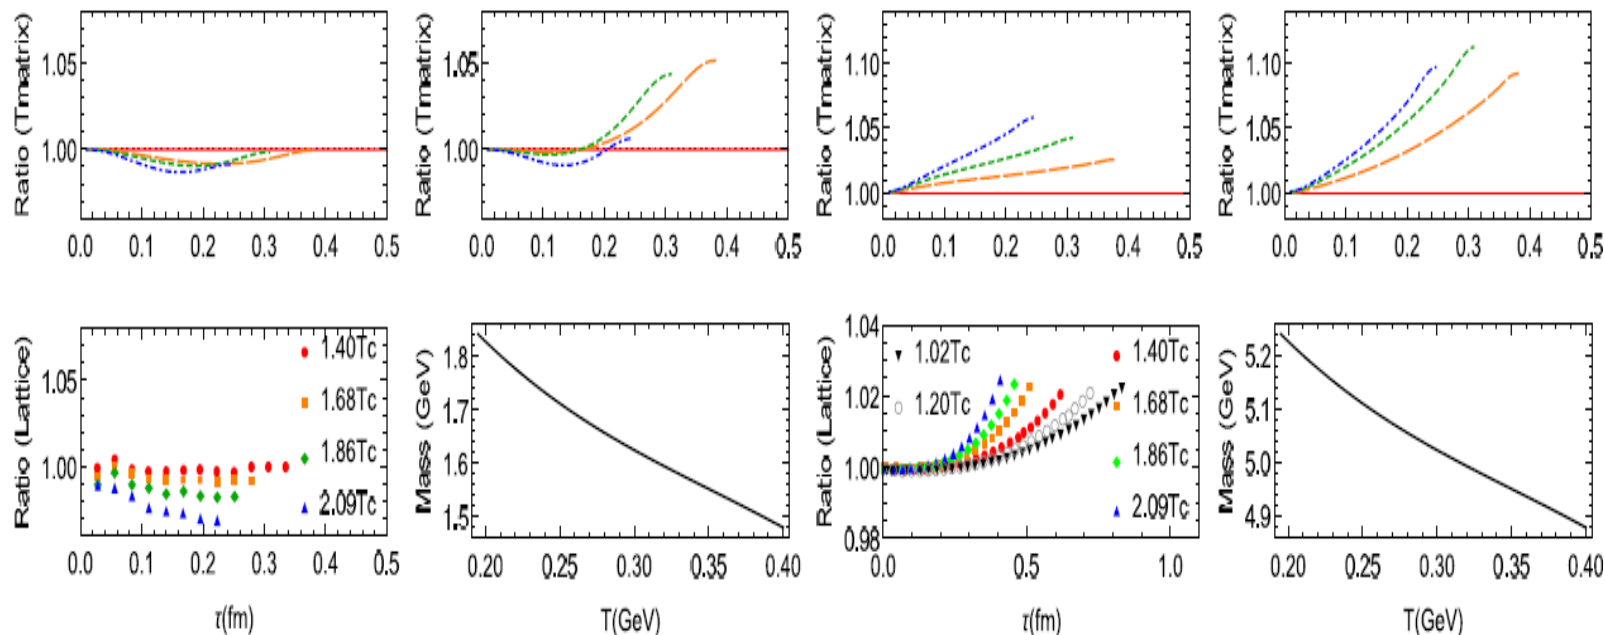 Ratio (Tmatrix)
1.05
1.00
0.0 0.1 0.2 0.3 0.4 0.5
Ratio (Tmatrix)
1.05
1.00
0.0 0.1 0.2 0.3 0.4 0.5
Ratio (Tmatrix)
1.10
1.05
1.00
0.0 0.1 0.2 0.3 0.4 0.5
Ratio (Tmatrix)
1.10
1.05
1.00
0.0 0.1 0.2 0.3 0.4 0.5
Ratio (Lattice)
1.05
1.00
1.40Tc
1.68Tc
1.86Tc
2.09Tc
0.0 0.1 0.2 0.3 0.4 0.5
τ(fm)
Mass (GeV)
1.8
1.7
1.6
1.5
0.20 0.25 0.30 0.35 0.40
T(GeV)
Ratio (Lattice)
1.04
1.02
1.00
0.98
1.02Tc
1.20Tc
1.40Tc
1.68Tc
1.86Tc
2.09Tc
0.0 0.5 1.0
τ(fm)
Mass (GeV)
5.2
5.1
5.0
4.9
0.20 0.25 0.30 0.35 0.40
T(GeV)